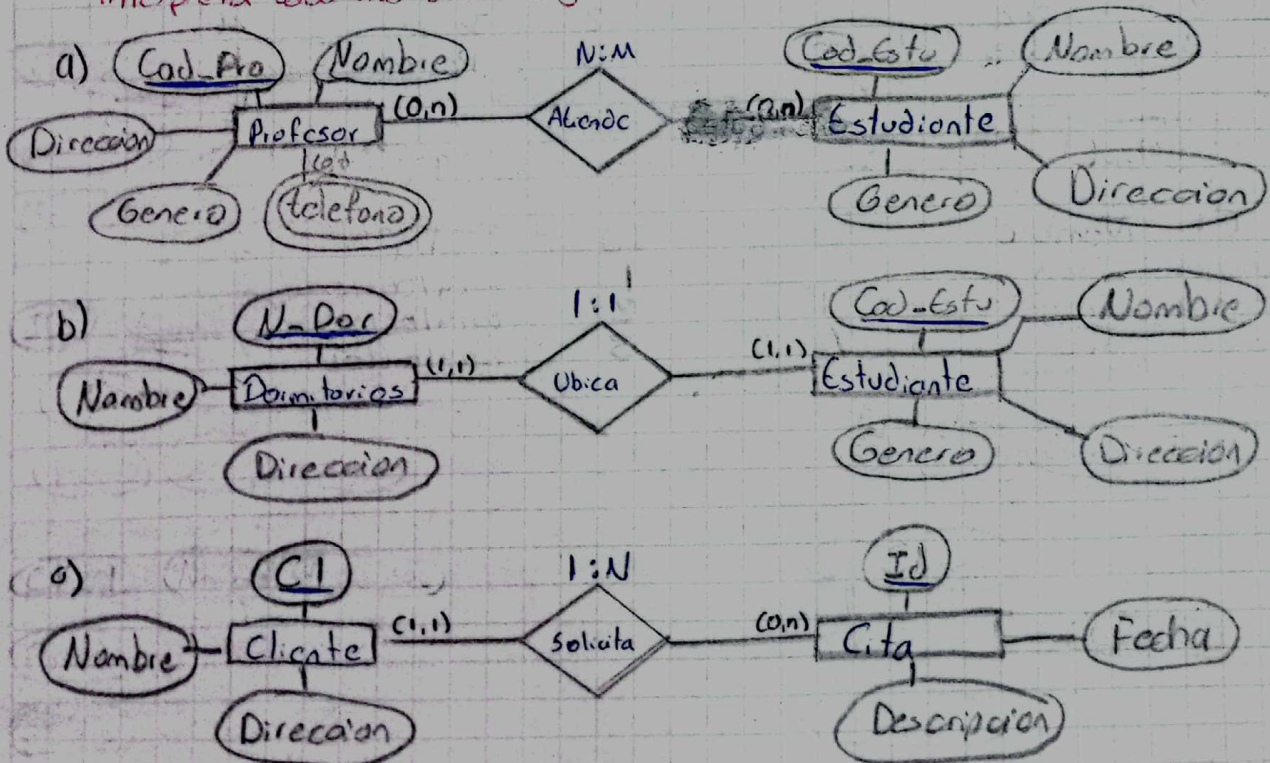 a) Cod_Pro Nombre N:M Cod_Estu Nombre
Direccion Profesor (0,n) Atiende (0,n) Estudiante
Genero telefono Genero Direccion
b) N_Dor 1:1 Cod_Estu Nombre
Nombre Dormitorios (1,1) Ubica (1,1) Estudiante
Direccion Genero Direccion
c) CI 1:N Id
Nombre Cliente (1,1) Solicita (0,n) Cita Fecha
Direccion Descripcion